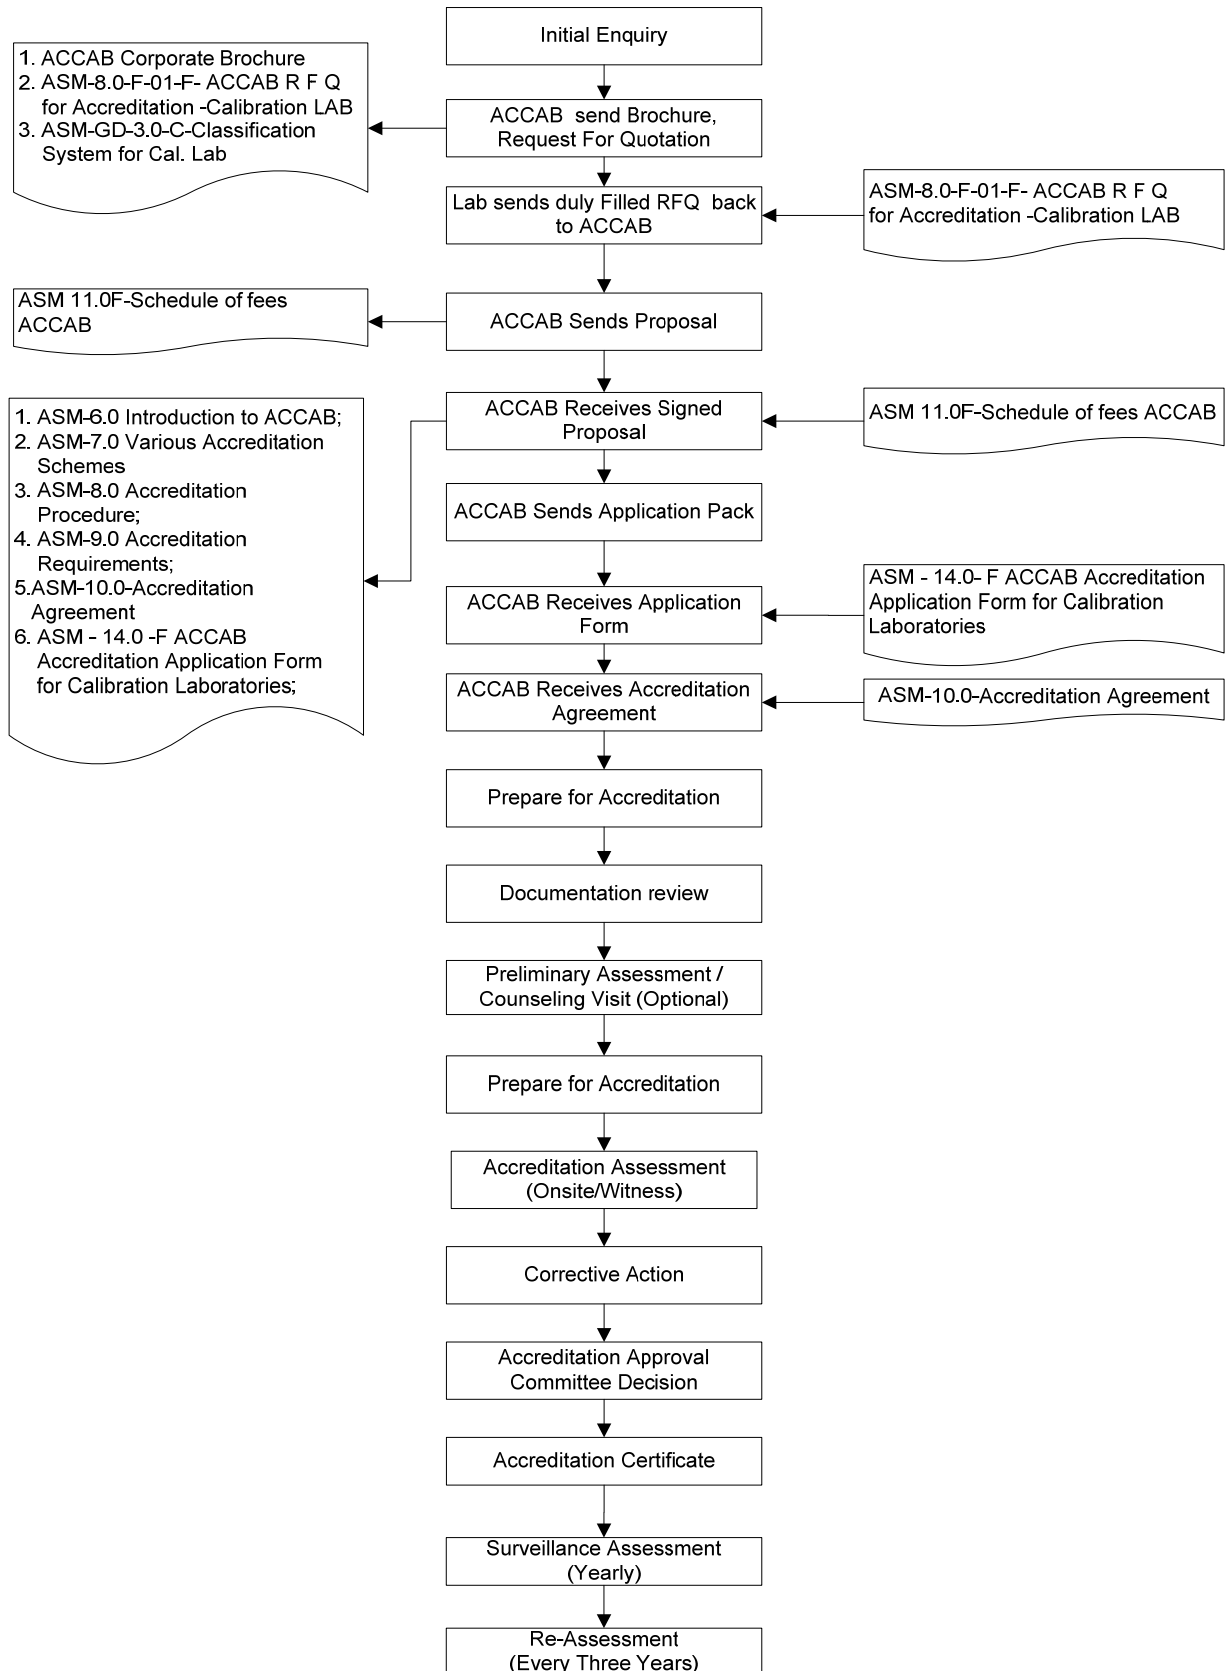 Initial Enquiry
1. ACCAB Corporate Brochure
2. ASM-8.0-F-01-F- ACCAB R F Q
for Accreditation -Calibration LAB
3. ASM-GD-3.0-C-Classification
System for Cal. Lab
ACCAB send Brochure,
Request For Quotation
Lab sends duly Filled RFQ back
to ACCAB
ASM-8.0-F-01-F- ACCAB R F Q
for Accreditation -Calibration LAB
ASM 11.0F-Schedule of fees
ACCAB
ACCAB Sends Proposal
1. ASM-6.0 Introduction to ACCAB;
2. ASM-7.0 Various Accreditation
Schemes
3. ASM-8.0 Accreditation
Procedure;
4. ASM-9.0 Accreditation
Requirements;
5.ASM-10.0-Accreditation
Agreement
6. ASM - 14.0 -F ACCAB
Accreditation Application Form
for Calibration Laboratories;
ACCAB Receives Signed
Proposal
ASM 11.0F-Schedule of fees ACCAB
ACCAB Sends Application Pack
ACCAB Receives Application
Form
ASM - 14.0- F ACCAB Accreditation
Application Form for Calibration
Laboratories
ACCAB Receives Accreditation
Agreement
ASM-10.0-Accreditation Agreement
Prepare for Accreditation
Documentation review
Preliminary Assessment /
Counseling Visit (Optional)
Prepare for Accreditation
Accreditation Assessment
(Onsite/Witness)
Corrective Action
Accreditation Approval
Committee Decision
Accreditation Certificate
Surveillance Assessment
(Yearly)
Re-Assessment
(Every Three Years)